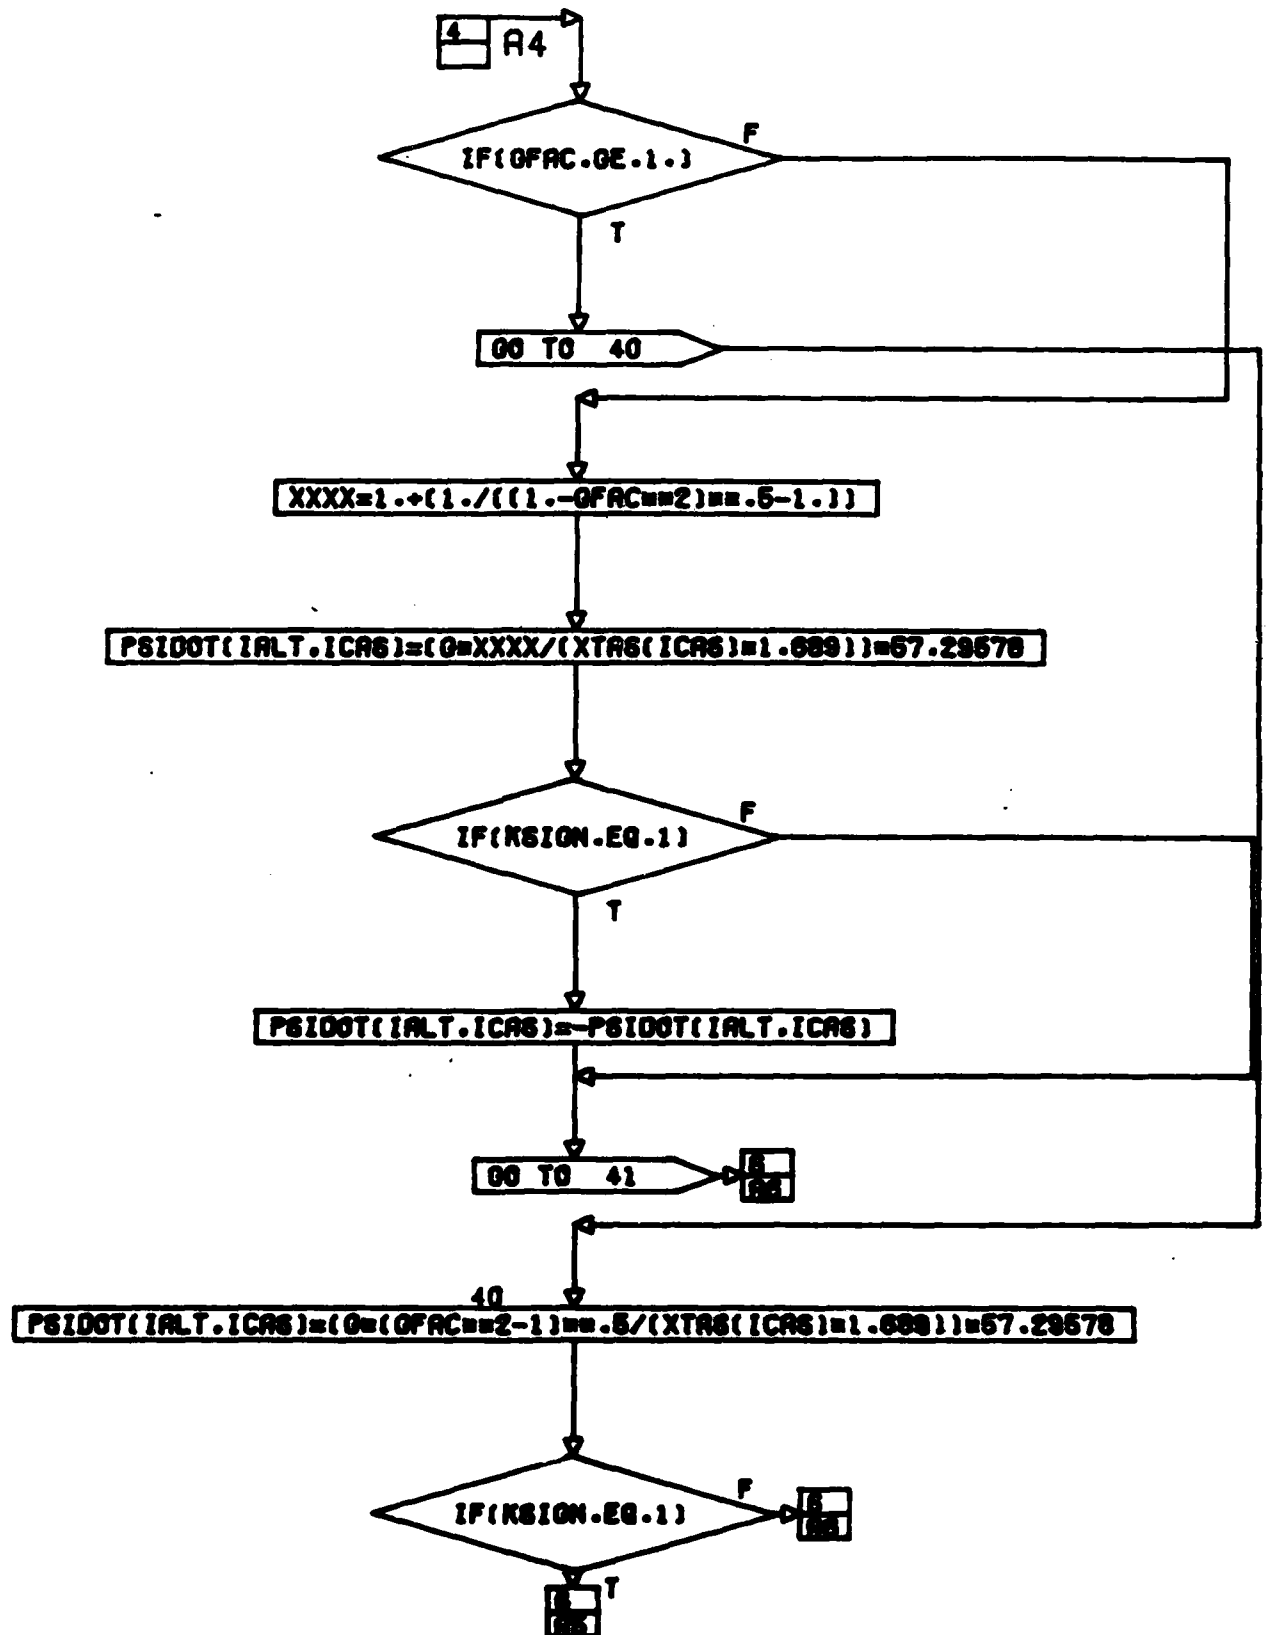 4
A4
IF(GFAC.GE.1.)
F
T
GO TO 40
XXXX=1.+(1./((1.-GFAC**2)**.5-1.))
PSIDOT(IALT.ICAS)=(G*XXXX/(XTAS(ICAS)*1.689))*57.29578
IF(KSIGN.EQ.1)
F
T
PSIDOT(IALT.ICAS)=-PSIDOT(IALT.ICAS)
GO TO 41
40
PSIDOT(IALT.ICAS)=(G*(GFAC**2-1)**.5/(XTAS(ICAS)*1.689))*57.29578
IF(KSIGN.EQ.1)
F
T